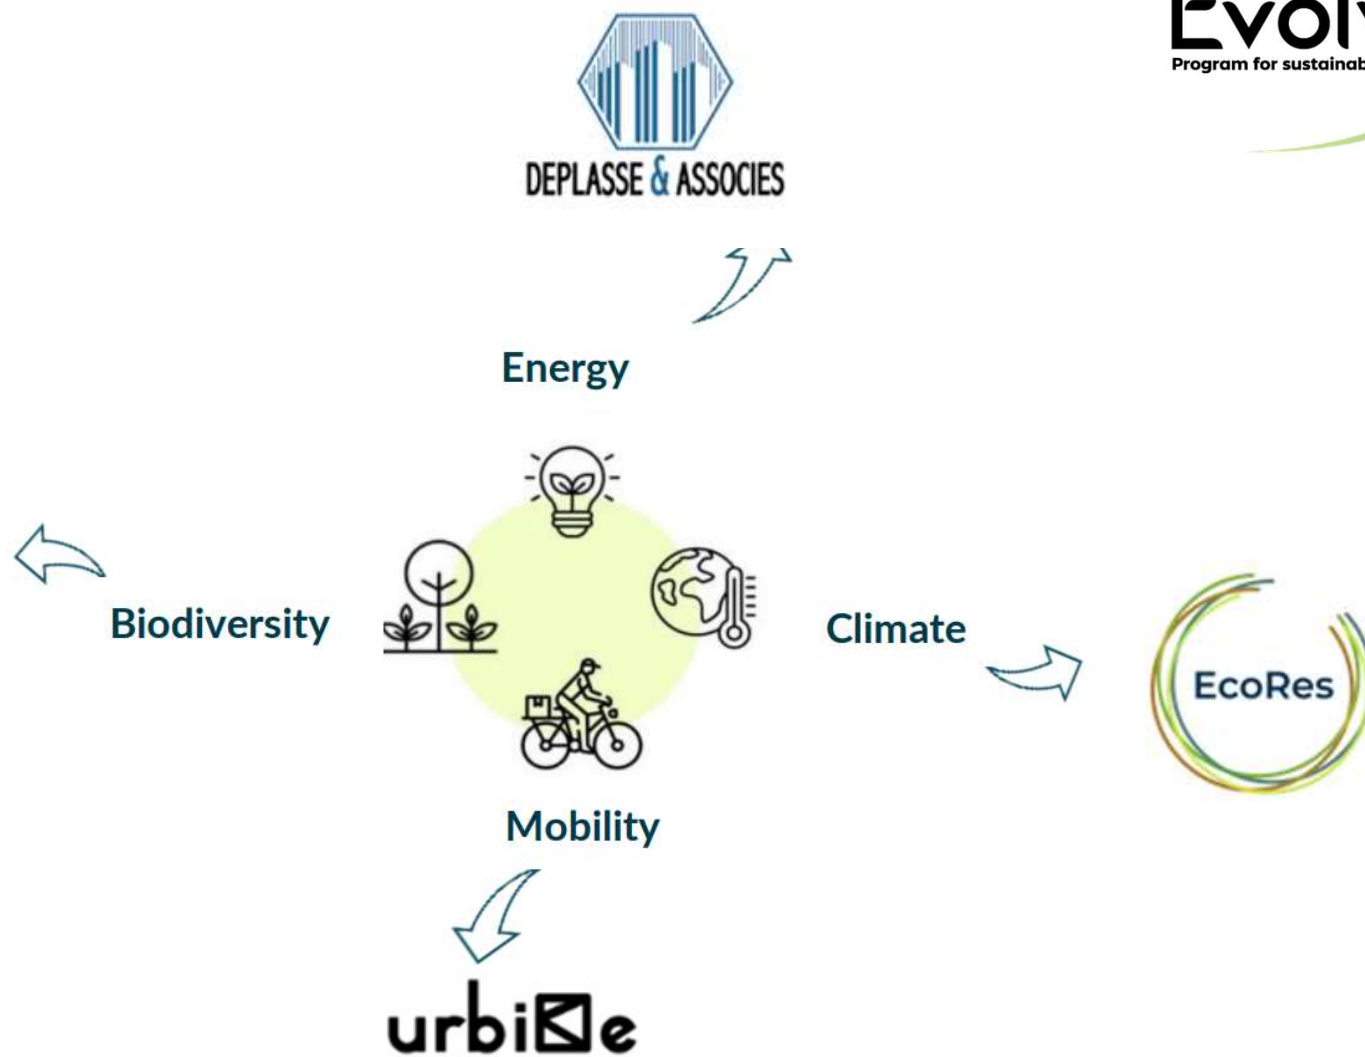 Program for sustainab
DEPLASSE & ASSOCIES
Energy
Biodiversity
Climate
EcoRes
Mobility
urbiKe